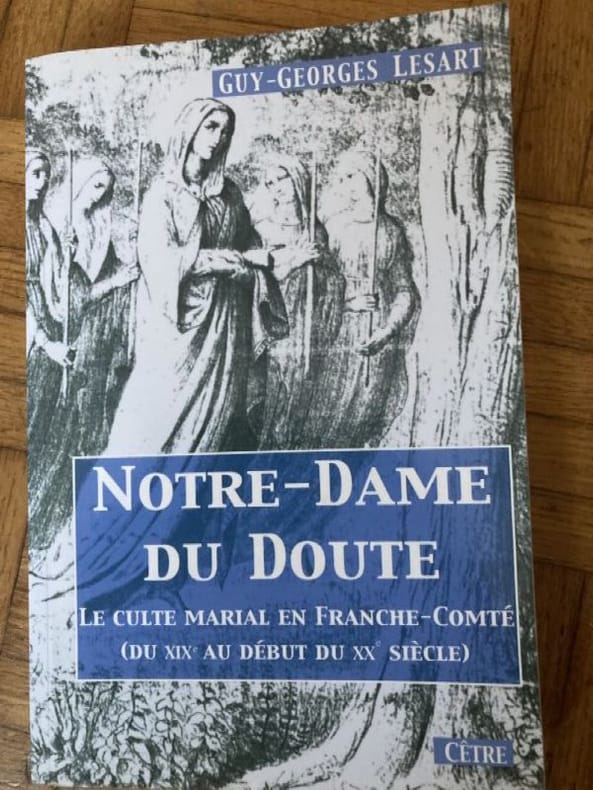 GUY-GEORGES LESART
NOTRE-DAME
DU DOUTE
LE CULTE MARIAL EN FRANCHE-COMTÉ
(DU XIXe AU DÉBUT DU XXe SIÈCLE)
CÊTRE